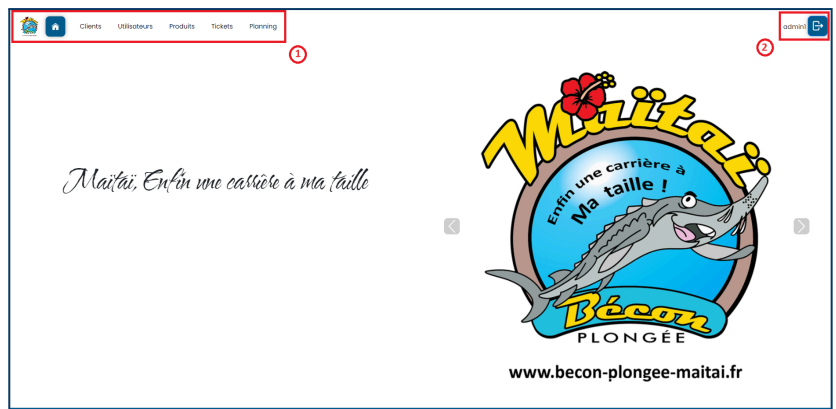 Clients Utilisateurs Produits Tickets Planning
admin1
1
2
Maïtaï, Enfin une carrière à ma taille
Maïtaï
Enfin une carrière à
Ma taille !
Bécon
PLONGÉE
www.becon-plongee-maitai.fr